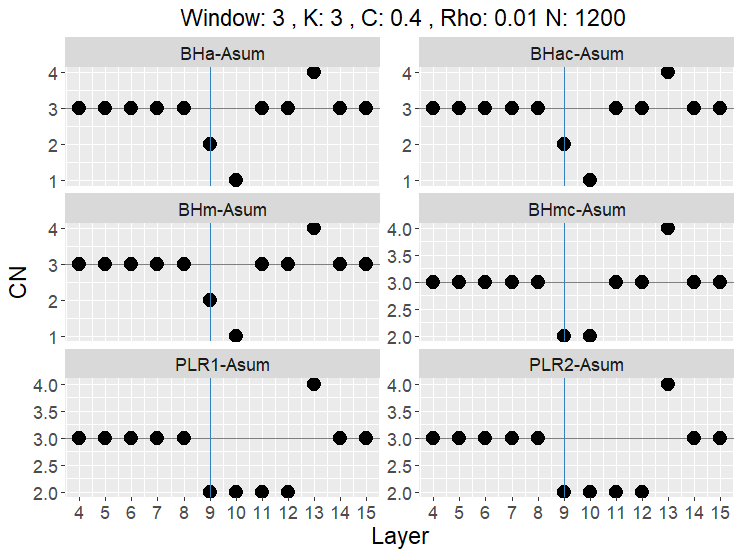 Window: 3 , K: 3 , C: 0.4 , Rho: 0.01 N: 1200
BHa-Asum
BHac-Asum
4
3
2
1
4
3
2
1
BHm-Asum
BHmc-Asum
4
3
2
1
4.0
3.5
3.0
2.5
2.0
PLR1-Asum
PLR2-Asum
4.0
3.5
3.0
2.5
2.0
4.0
3.5
3.0
2.5
2.0
4 5 6 7 8 9 10 11 12 13 14 15
4 5 6 7 8 9 10 11 12 13 14 15
CN
Layer